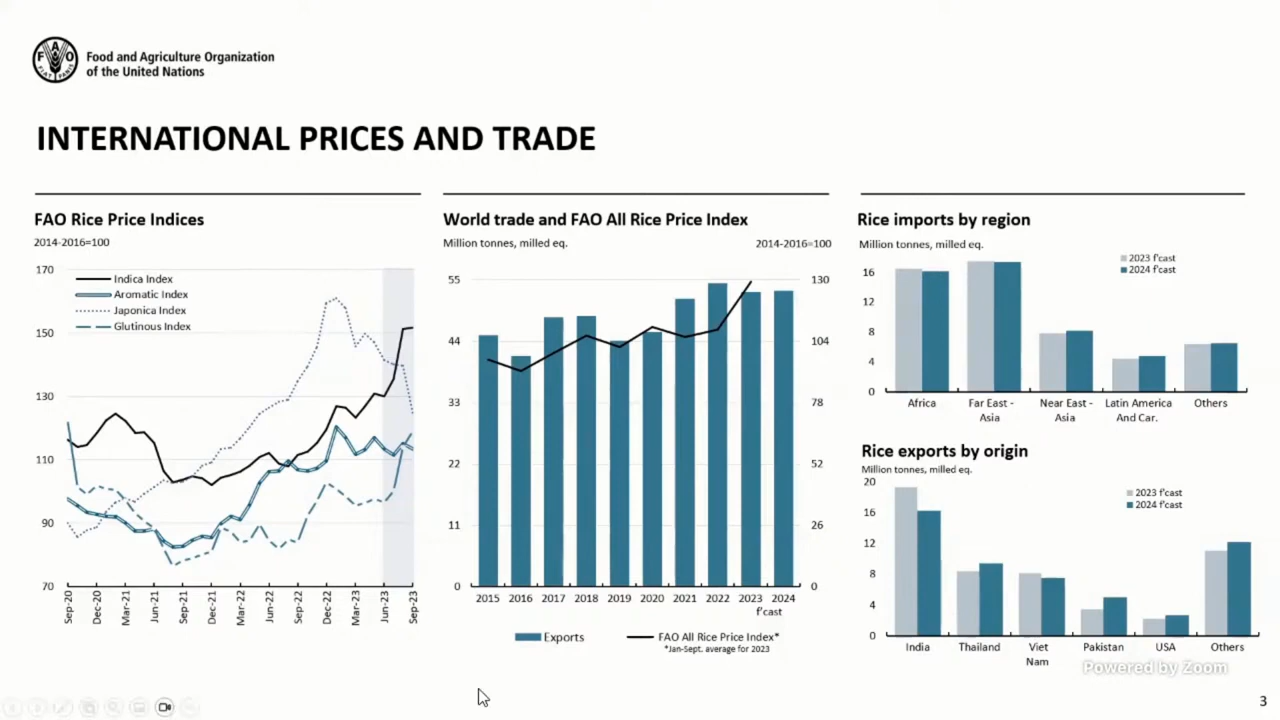 FAO
FIAT PANIS
Food and Agriculture Organization
of the United Nations
INTERNATIONAL PRICES AND TRADE
FAO Rice Price Indices
2014-2016=100
170
150
130
110
90
70
Indica Index
Aromatic Index
Japonica Index
Glutinous Index
Sep-20
Dec-20
Mar-21
Jun-21
Sep-21
Dec-21
Mar-22
Jun-22
Sep-22
Dec-22
Mar-23
Jun-23
Sep-23
World trade and FAO All Rice Price Index
Million tonnes, milled eq.
2014-2016=100
55
44
33
22
11
0
130
104
78
52
26
0
2015 2016 2017 2018 2019 2020 2021 2022 2023 2024
f'cast
Exports
FAO All Rice Price Index*
*Jan-Sept. average for 2023
Rice imports by region
Million tonnes, milled eq.
2023 f'cast
2024 f'cast
16
12
8
4
0
Africa
Far East -
Asia
Near East -
Asia
Latin America
And Car.
Others
Rice exports by origin
Million tonnes, milled eq.
2023 f'cast
2024 f'cast
20
16
12
8
4
0
India
Thailand
Viet
Nam
Pakistan
USA
Others
Powered by Zoom
3